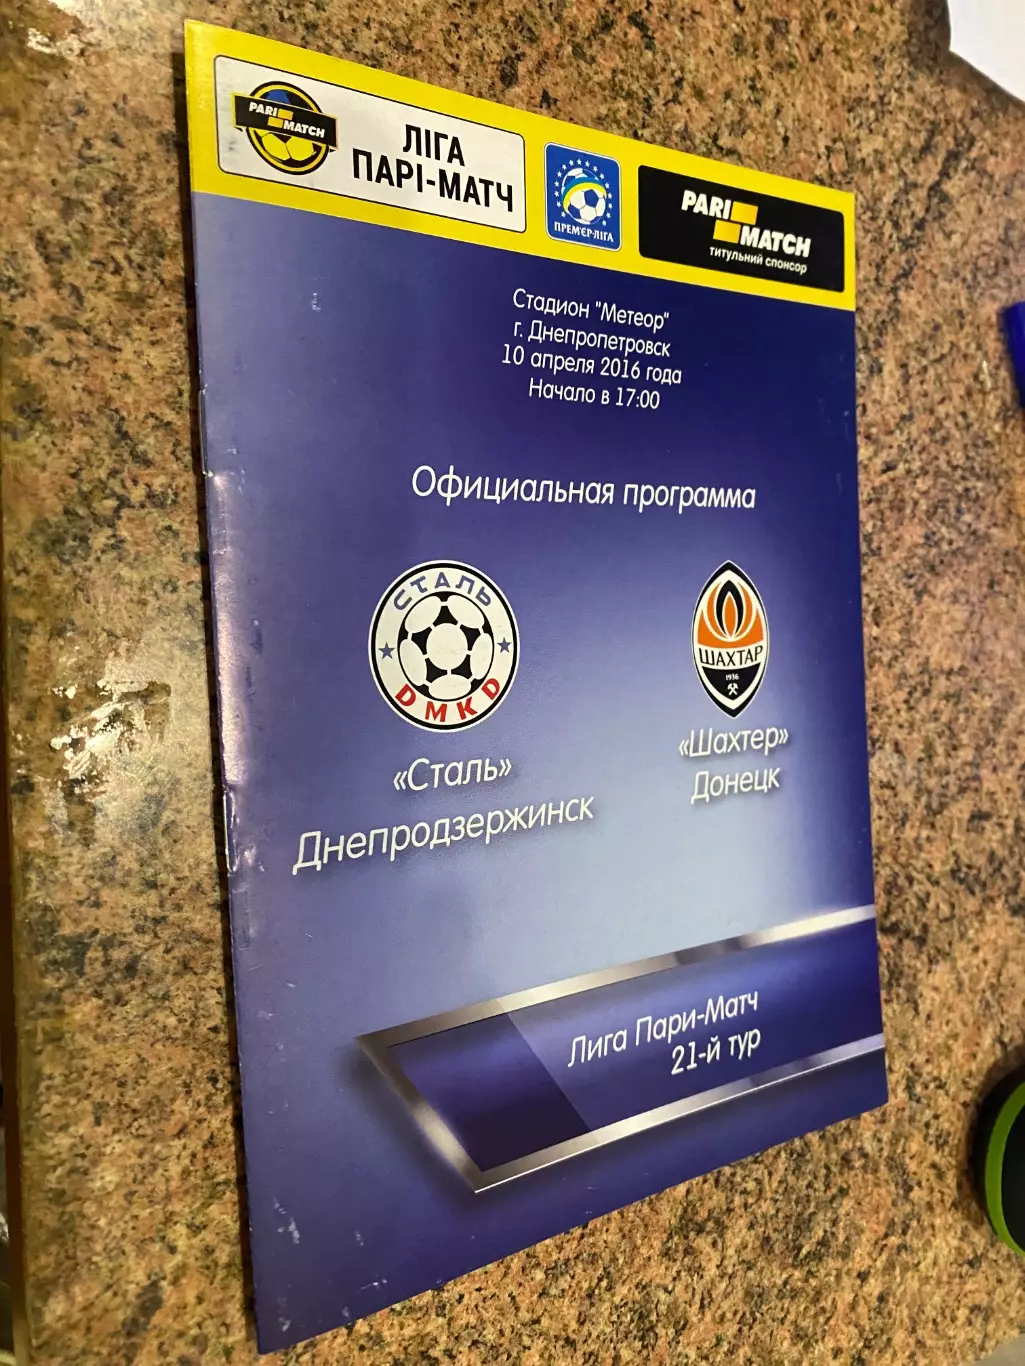 PARI MATCH
ЛІГА
ПАРІ-МАТЧ
ПРЕМ'ЄР-ЛІГА
PARI MATCH
титульний спонсор
Стадион "Метеор"
г. Днепропетровск
10 апреля 2016 года
Начало в 17:00
Официальная программа
СТАЛЬ
DMKD
ШАХТАР
1936
«Сталь»
Днепродзержинск
«Шахтер»
Донецк
Лига Пари-Матч
21-й тур